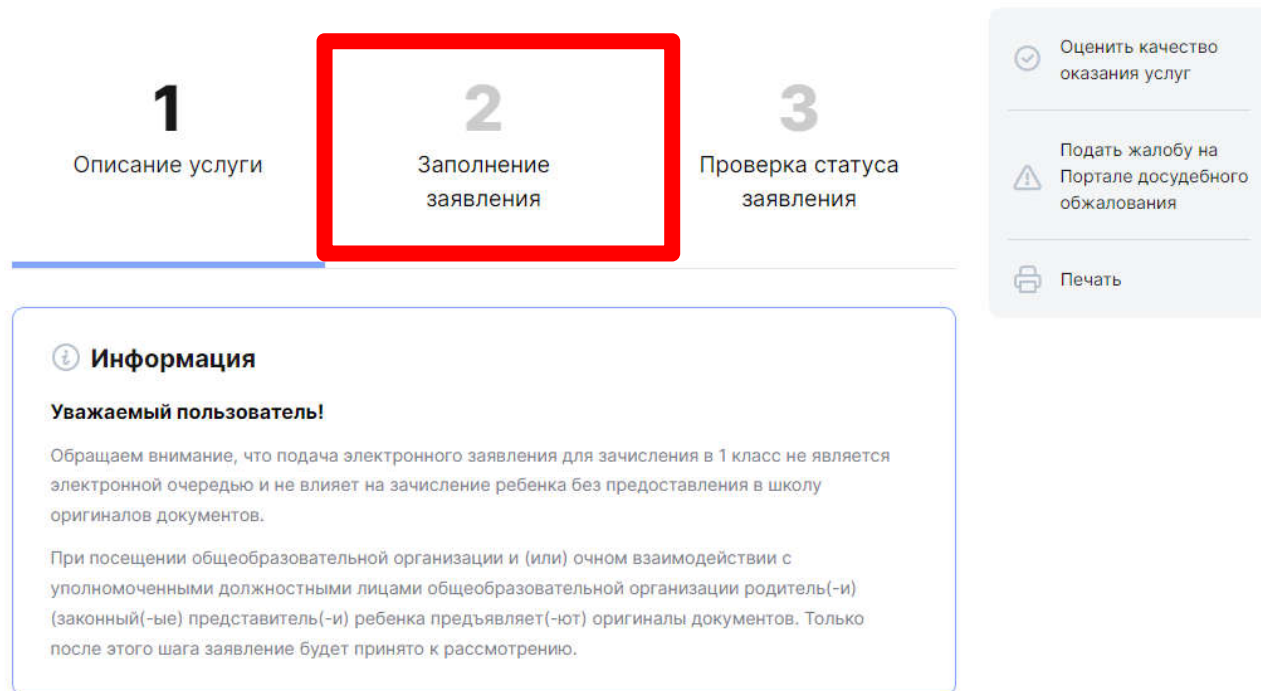 1
Описание услуги
2
Заполнение
заявления
3
Проверка статуса
заявления
Оценить качество
оказания услуг
Подать жалобу на
Портале досудебного
обжалования
Печать
Информация
Уважаемый пользователь!
Обращаем внимание, что подача электронного заявления для зачисления в 1 класс не является
электронной очередью и не влияет на зачисление ребенка без предоставления в школу
оригиналов документов.
При посещении общеобразовательной организации и (или) очном взаимодействии с
уполномоченными должностными лицами общеобразовательной организации родитель(-и)
(законный(-ые) представитель(-и) ребенка предъявляет(-ют) оригиналы документов. Только
после этого шага заявление будет принято к рассмотрению.